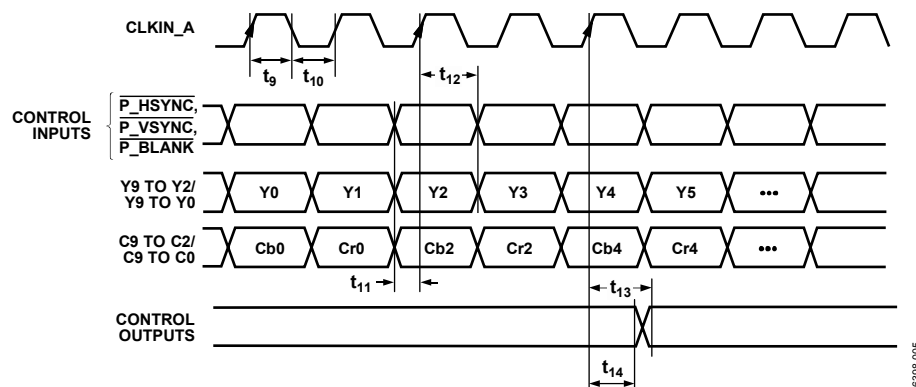 CLKIN_A
t9
t10
t12
CONTROL
INPUTS
P_HSYNC,
P_VSYNC,
P_BLANK
Y9 TO Y2/
Y9 TO Y0
Y0
Y1
Y2
Y3
Y4
Y5
•••
C9 TO C2/
C9 TO C0
Cb0
Cr0
Cb2
Cr2
Cb4
Cr4
•••
t11
t13
CONTROL
OUTPUTS
t14